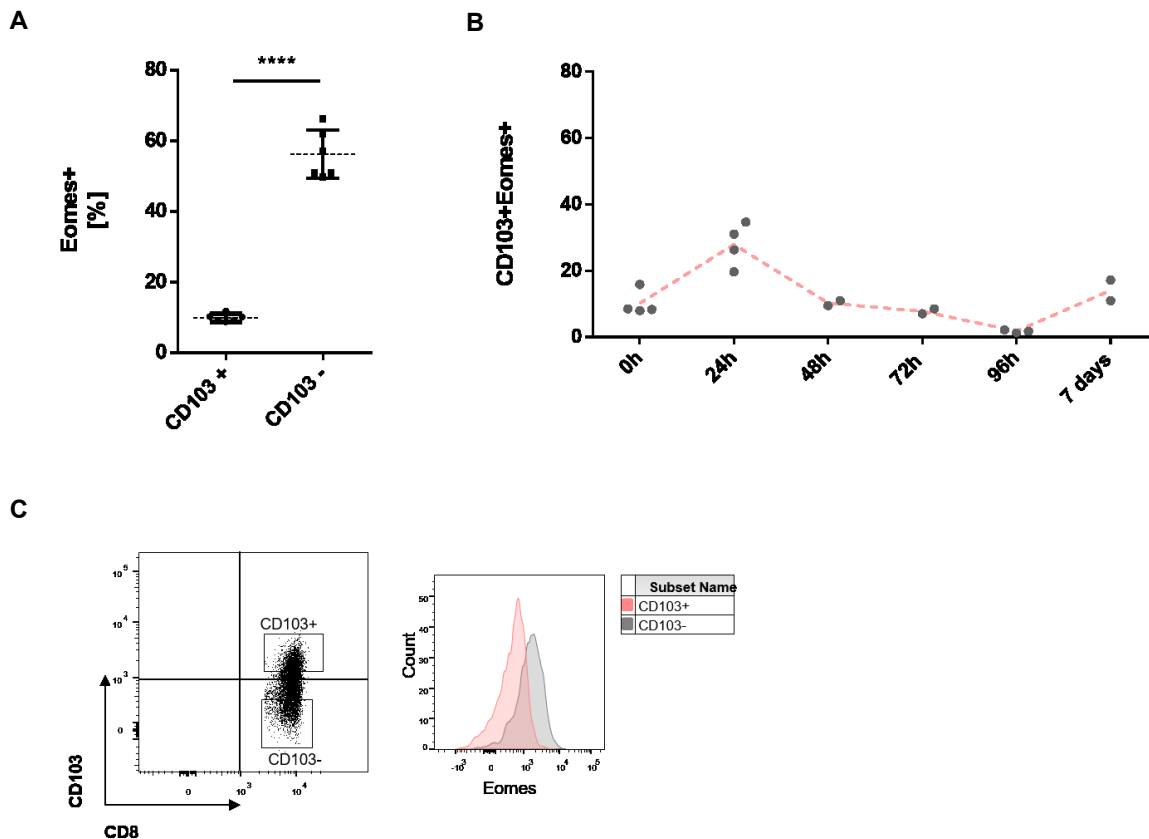 A
B
****
80
60
40
20
0
Eomes+
[%]
CD103 +
CD103 -
80
60
40
20
0
CD103+Eomes+
0h
24h
48h
72h
96h
7 days
C
10^5
10^4
10^3
0
CD103+
CD103-
0
10^3
10^4
CD103
CD8
50
40
30
20
10
0
Count
-10^3
0
10^3
10^4
10^5
Eomes
Subset Name
CD103+
CD103-